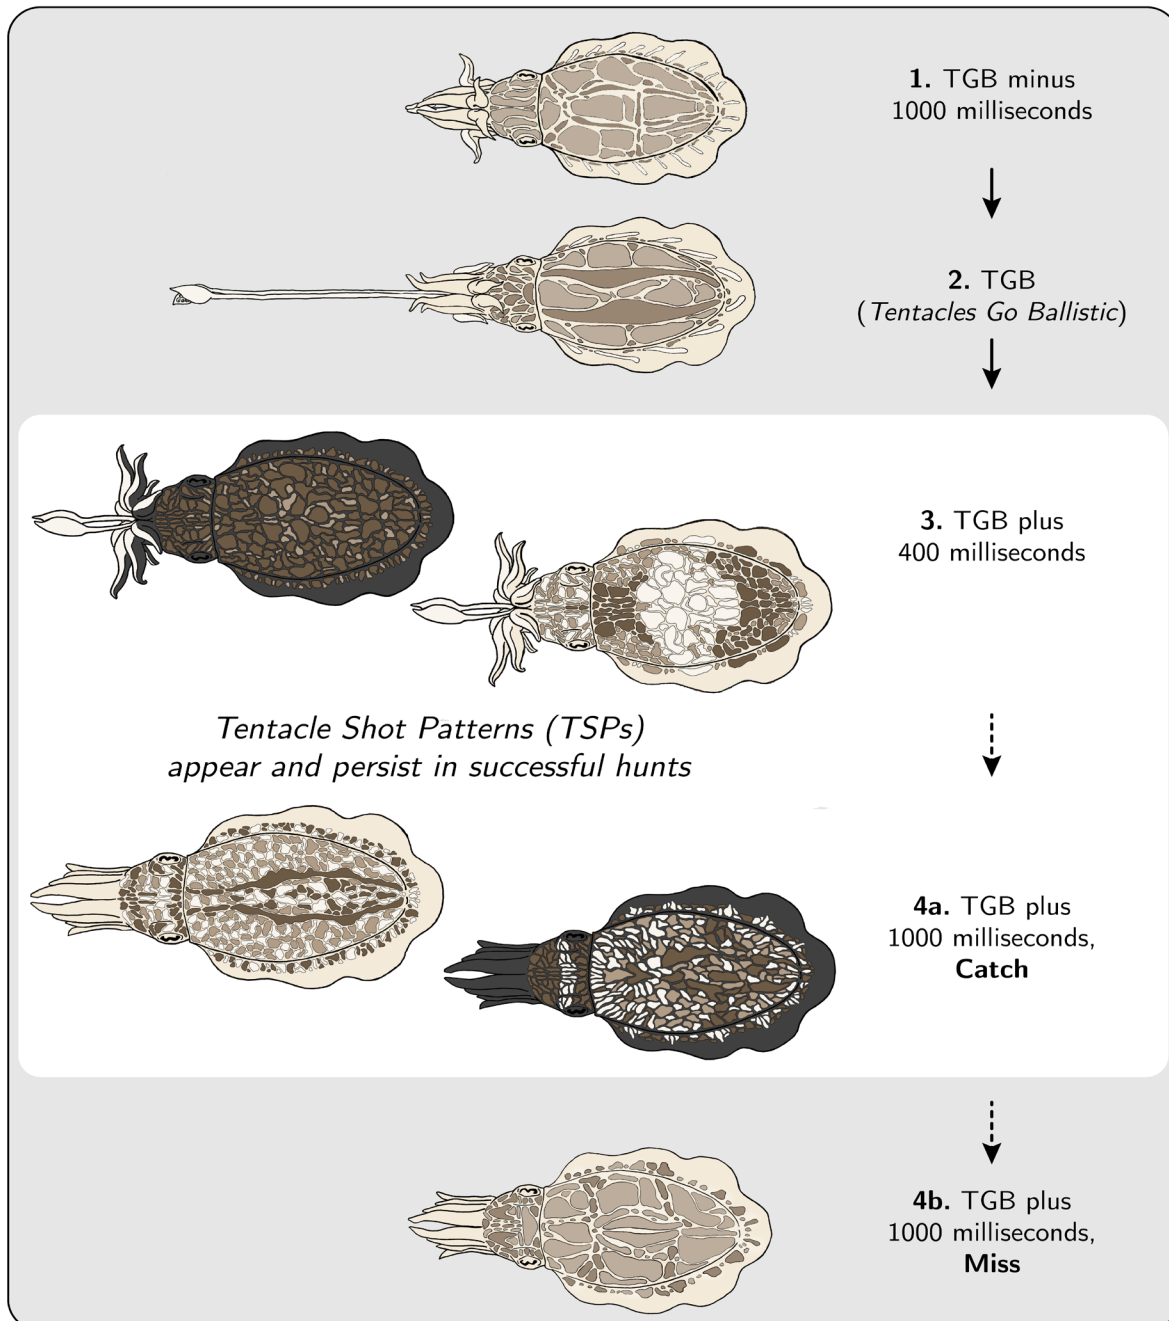 1. TGB minus
1000 milliseconds
2. TGB
(Tentacles Go Ballistic)
3. TGB plus
400 milliseconds
Tentacle Shot Patterns (TSPs)
appear and persist in successful hunts
4a. TGB plus
1000 milliseconds,
Catch
4b. TGB plus
1000 milliseconds,
Miss